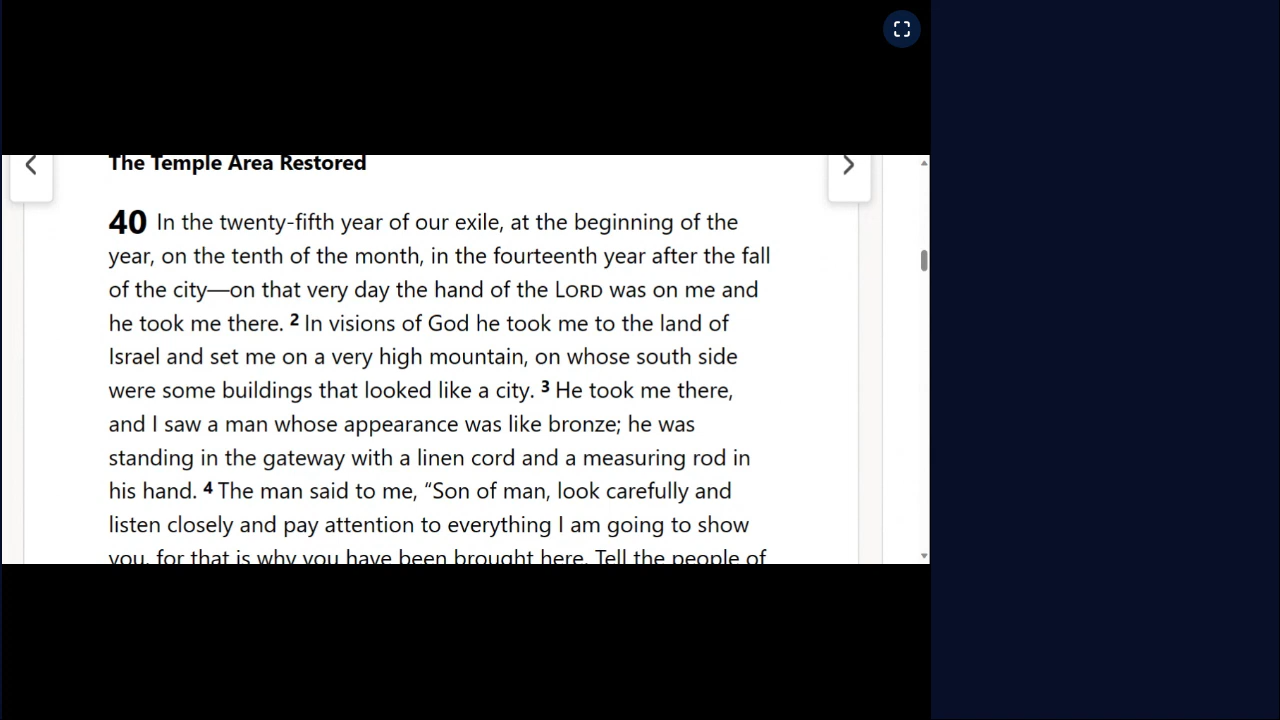 The Temple Area Restored
40 In the twenty-fifth year of our exile, at the beginning of the
year, on the tenth of the month, in the fourteenth year after the fall
of the city—on that very day the hand of the LORD was on me and
he took me there. 2 In visions of God he took me to the land of
Israel and set me on a very high mountain, on whose south side
were some buildings that looked like a city. 3 He took me there,
and I saw a man whose appearance was like bronze; he was
standing in the gateway with a linen cord and a measuring rod in
his hand. 4 The man said to me, “Son of man, look carefully and
listen closely and pay attention to everything I am going to show
you, for that is why you have been brought here. Tell the people of